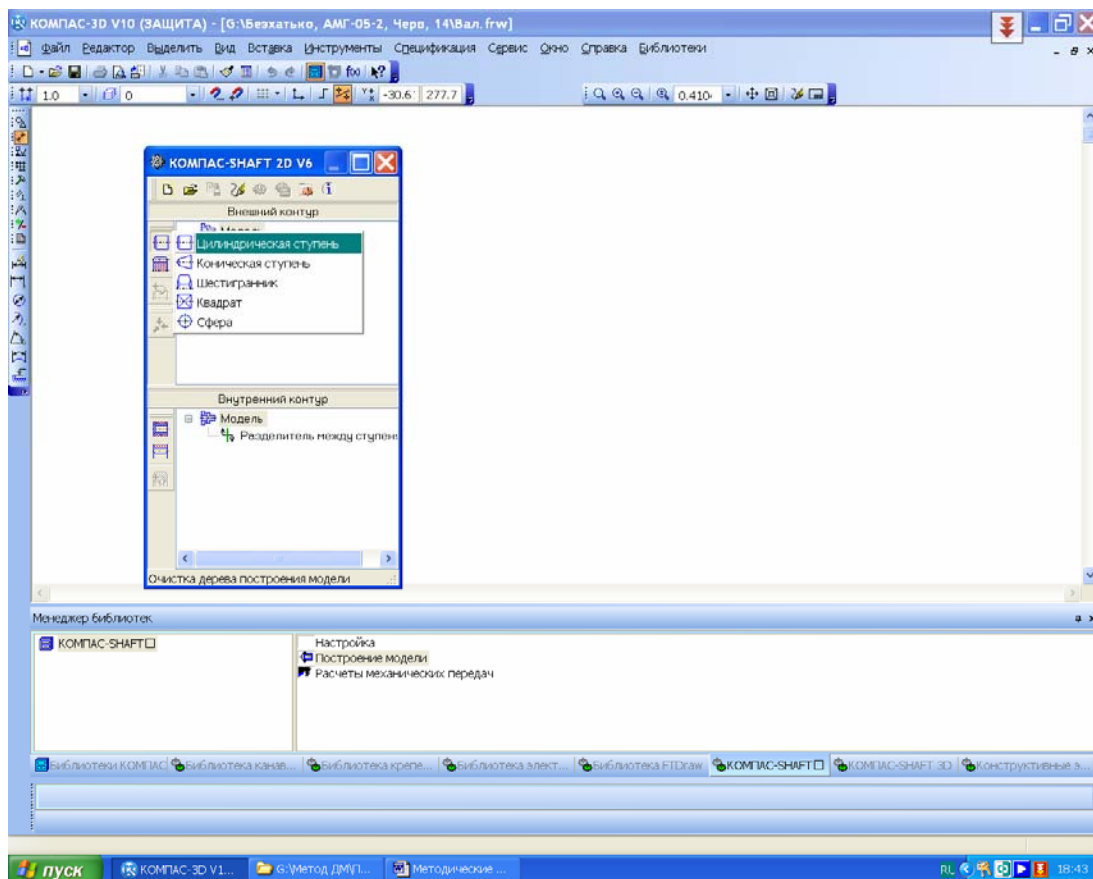 КОМПАС-3D V10 (ЗАЩИТА) - [G:\Безхатько, АМГ-05-2, Черо, 14\Вал.frw]
Файл Редактор Выделить Вид Вставка Инструменты Спецификация Сервис Окно Справка Библиотеки
1.0 0 -30.6 277.7 0.410
КОМПАС-SHAFT 2D V6
Внешний контур
Цилиндрическая ступень
Коническая ступень
Шестигранник
Квадрат
Сфера
Внутренний контур
Модель
Разделитель между ступен
Очистка дерева построения модели
Менеджер библиотек
КОМПАС-SHAFT
Настройка
Построение модели
Расчеты механических передач
Библиотеки КОМПАС Библиотека канав... Библиотека крепе... Библиотека элект... Библиотека FTDraw КОМПАС-SHAFT КОМПАС-SHAFT 3D Конструктивные э...
пуск КОМПАС-3D V1... G:\Метод ДМ\П... Методические ... RL 18:43